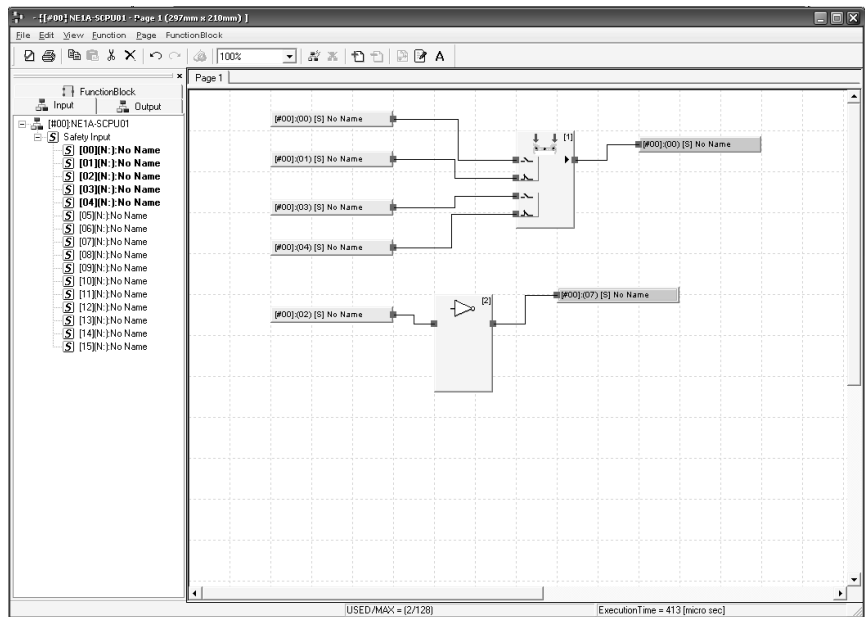 - [[#00] NE1A-SCPU01 - Page 1 (297mm x 210mm) ]
File Edit View Function Page FunctionBlock
100%
A
FunctionBlock
Input
Output
[#00]:NE1A-SCPU01
Safety Input
[00](N: ):No Name
[01](N: ):No Name
[02](N: ):No Name
[03](N: ):No Name
[04](N: ):No Name
[05](N: ):No Name
[06](N: ):No Name
[07](N: ):No Name
[08](N: ):No Name
[09](N: ):No Name
[10](N: ):No Name
[11](N: ):No Name
[12](N: ):No Name
[13](N: ):No Name
[14](N: ):No Name
[15](N: ):No Name
Page 1
[#00]:(00) [S] No Name
[#00]:(01) [S] No Name
[#00]:(03) [S] No Name
[#00]:(04) [S] No Name
[1]
[#00]:(00) [S] No Name
[#00]:(02) [S] No Name
[2]
[#00]:(07) [S] No Name
USED/MAX = (2/128)
ExecutionTime = 413 [micro sec]